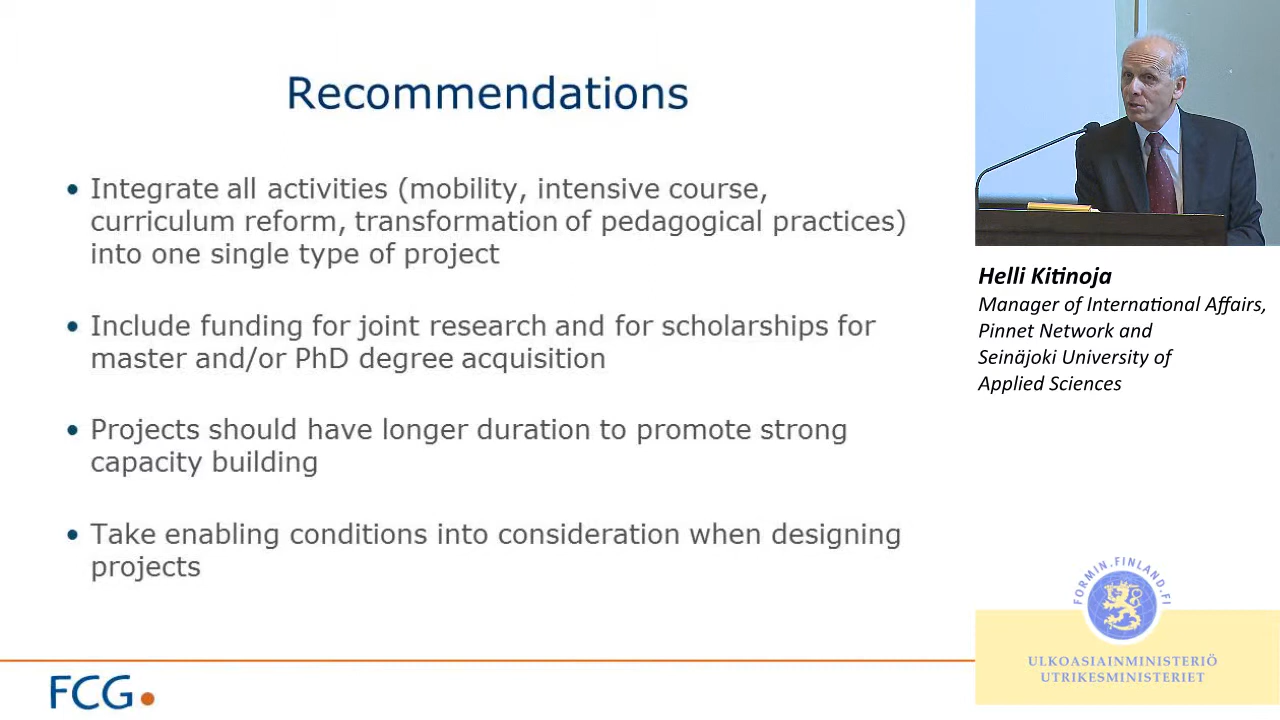 Recommendations
• Integrate all activities (mobility, intensive course,
curriculum reform, transformation of pedagogical practices)
into one single type of project
• Include funding for joint research and for scholarships for
master and/or PhD degree acquisition
• Projects should have longer duration to promote strong
capacity building
• Take enabling conditions into consideration when designing
projects
FCG
Helli Kitinoja
Manager of International Affairs,
Pinnet Network and
Seinäjoki University of
Applied Sciences
FORMIN.FINLAND.FI
ULKOASIAINMINISTERIÖ
UTRIKESMINISTERIET